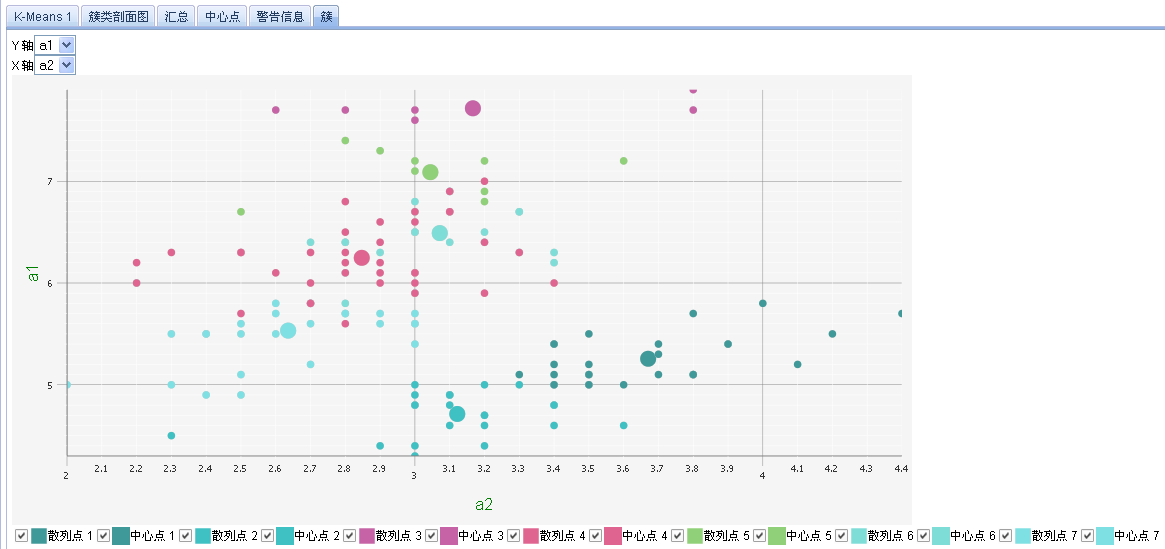 K-Means 1 簇类剖面图 汇总 中心点 警告信息 簇
Y 轴 a1
X 轴 a2
7
6
5
a1
2 2.1 2.2 2.3 2.4 2.5 2.6 2.7 2.8 2.9 3 3.1 3.2 3.3 3.4 3.5 3.6 3.7 3.8 3.9 4 4.1 4.2 4.3 4.4
a2
散列点 1 中心点 1 散列点 2 中心点 2 散列点 3 中心点 3 散列点 4 中心点 4 散列点 5 中心点 5 散列点 6 中心点 6 散列点 7 中心点 7